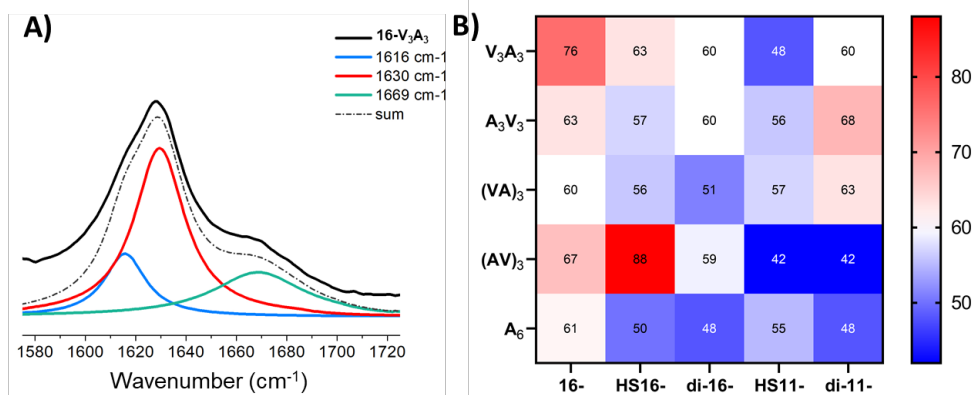 A)
16-V₃A₃
1616 cm-1
1630 cm-1
1669 cm-1
sum
1580 1600 1620 1640 1660 1680 1700 1720
Wavenumber (cm⁻¹)
B)
V₃A₃ 76 63 60 48 60
A₃V₃ 63 57 60 56 68
(VA)₃ 60 56 51 57 63
(AV)₃ 67 88 59 42 42
A₆ 61 50 48 55 48
16- HS16- di-16- HS11- di-11-
80
70
60
50